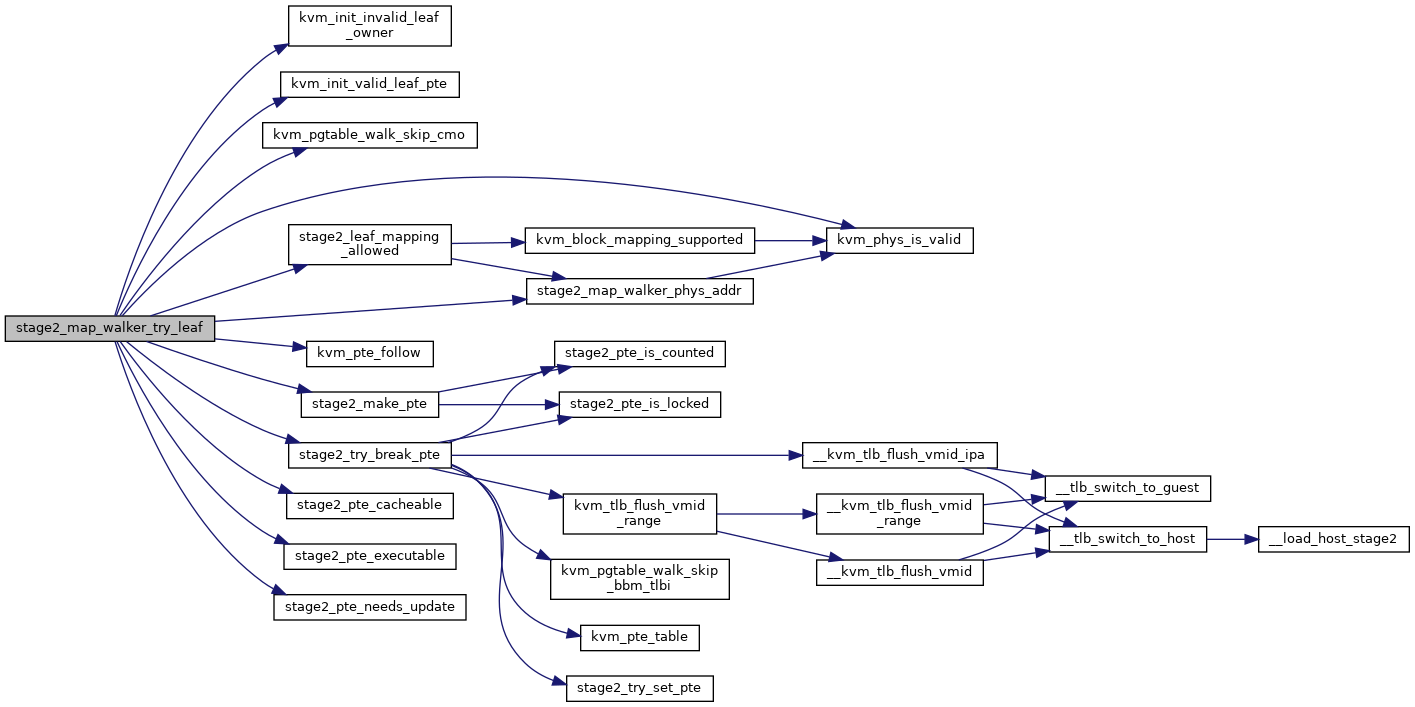 kvm_init_invalid_leaf
_owner
kvm_init_valid_leaf_pte
kvm_pgtable_walk_skip_cmo
stage2_leaf_mapping
_allowed
kvm_block_mapping_supported
kvm_phys_is_valid
stage2_map_walker_phys_addr
stage2_map_walker_try_leaf
kvm_pte_follow
stage2_pte_is_counted
stage2_make_pte
stage2_pte_is_locked
stage2_try_break_pte
__kvm_tlb_flush_vmid_ipa
__tlb_switch_to_guest
stage2_pte_cacheable
kvm_tlb_flush_vmid
_range
__kvm_tlb_flush_vmid
_range
__tlb_switch_to_host
__load_host_stage2
stage2_pte_executable
kvm_pgtable_walk_skip
_bbm_tlbi
__kvm_tlb_flush_vmid
stage2_pte_needs_update
kvm_pte_table
stage2_try_set_pte